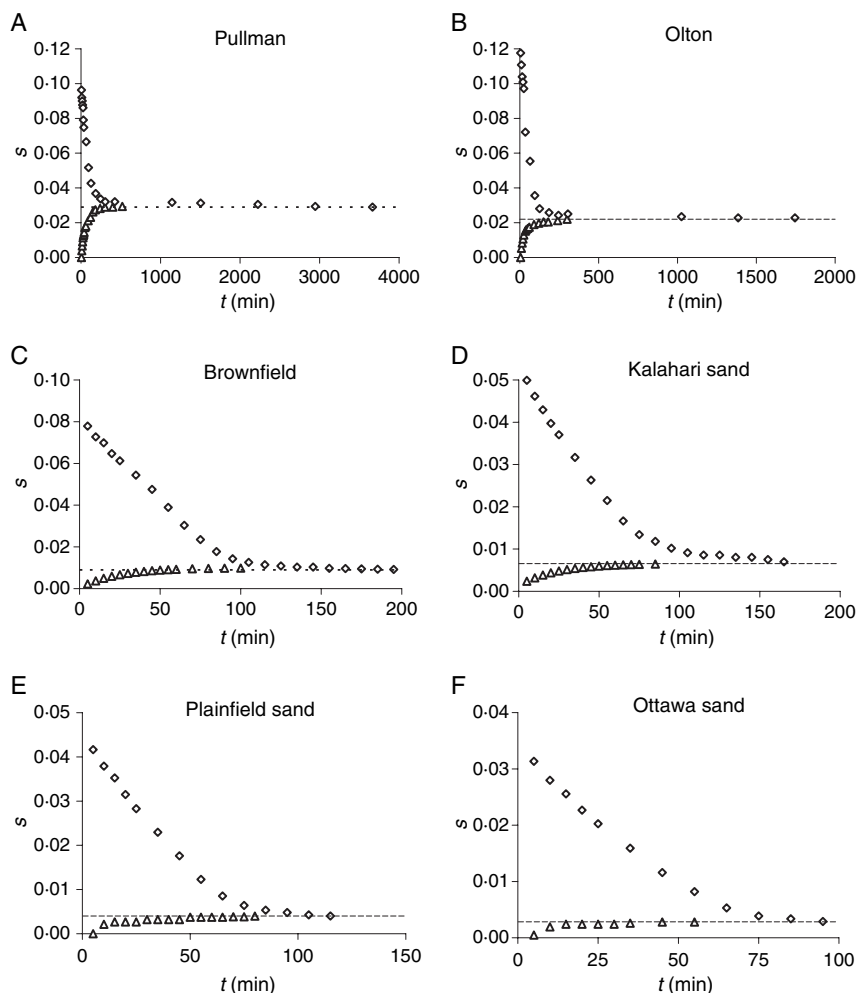 A
Pullman
0·12
0·10
0·08
0·06
0·04
0·02
0·00
s
0
1000
2000
3000
4000
t (min)
B
Olton
0·12
0·10
0·08
0·06
0·04
0·02
0·00
s
0
500
1000
1500
2000
t (min)
C
Brownfield
0·10
0·08
0·06
0·04
0·02
0·00
s
0
50
100
150
200
t (min)
D
Kalahari sand
0·05
0·04
0·03
0·02
0·01
0·00
s
0
50
100
150
200
t (min)
E
Plainfield sand
0·05
0·04
0·03
0·02
0·01
0·00
s
0
50
100
150
t (min)
F
Ottawa sand
0·04
0·03
0·02
0·01
0·00
s
0
25
50
75
100
t (min)